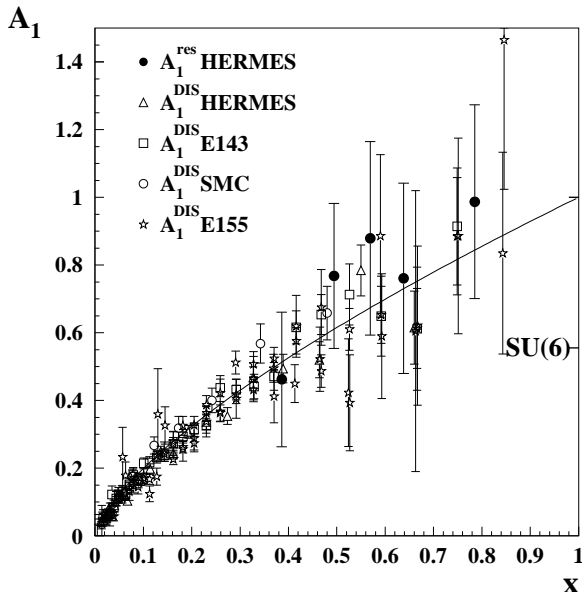 A₁
1.4
1.2
1
0.8
0.6
0.4
0.2
0
● A₁ʳᵉˢ HERMES
△ A₁ᴰᴵˢ HERMES
□ A₁ᴰᴵˢ E143
○ A₁ᴰᴵˢ SMC
☆ A₁ᴰᴵˢ E155
SU(6)
0 0.1 0.2 0.3 0.4 0.5 0.6 0.7 0.8 0.9 1
x